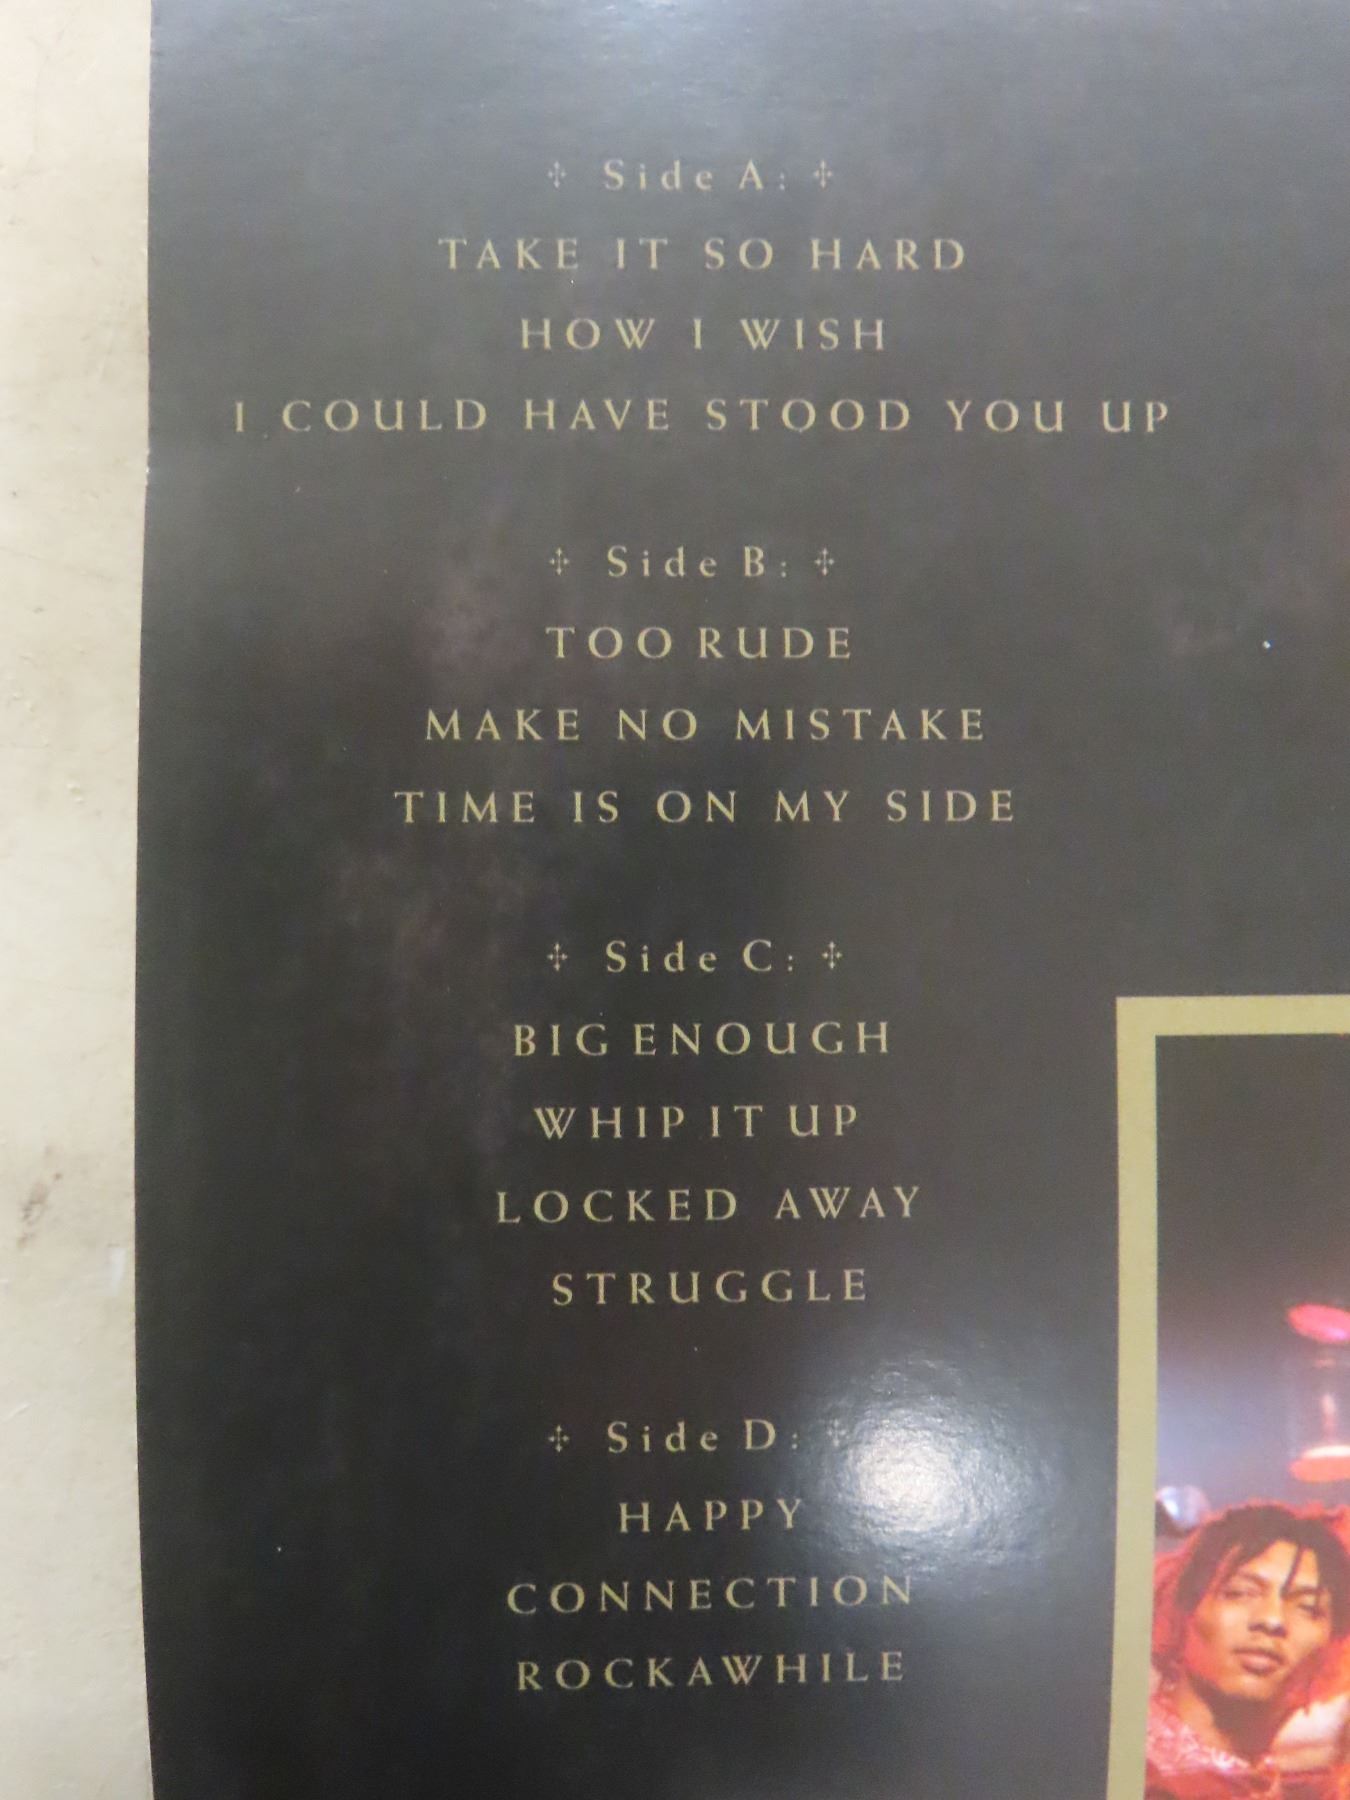 Side A:
TAKE IT SO HARD
HOW I WISH
I COULD HAVE STOOD YOU UP
Side B:
TOO RUDE
MAKE NO MISTAKE
TIME IS ON MY SIDE
Side C:
BIG ENOUGH
WHIP IT UP
LOCKED AWAY
STRUGGLE
Side D:
HAPPY
CONNECTION
ROCKAWHILE